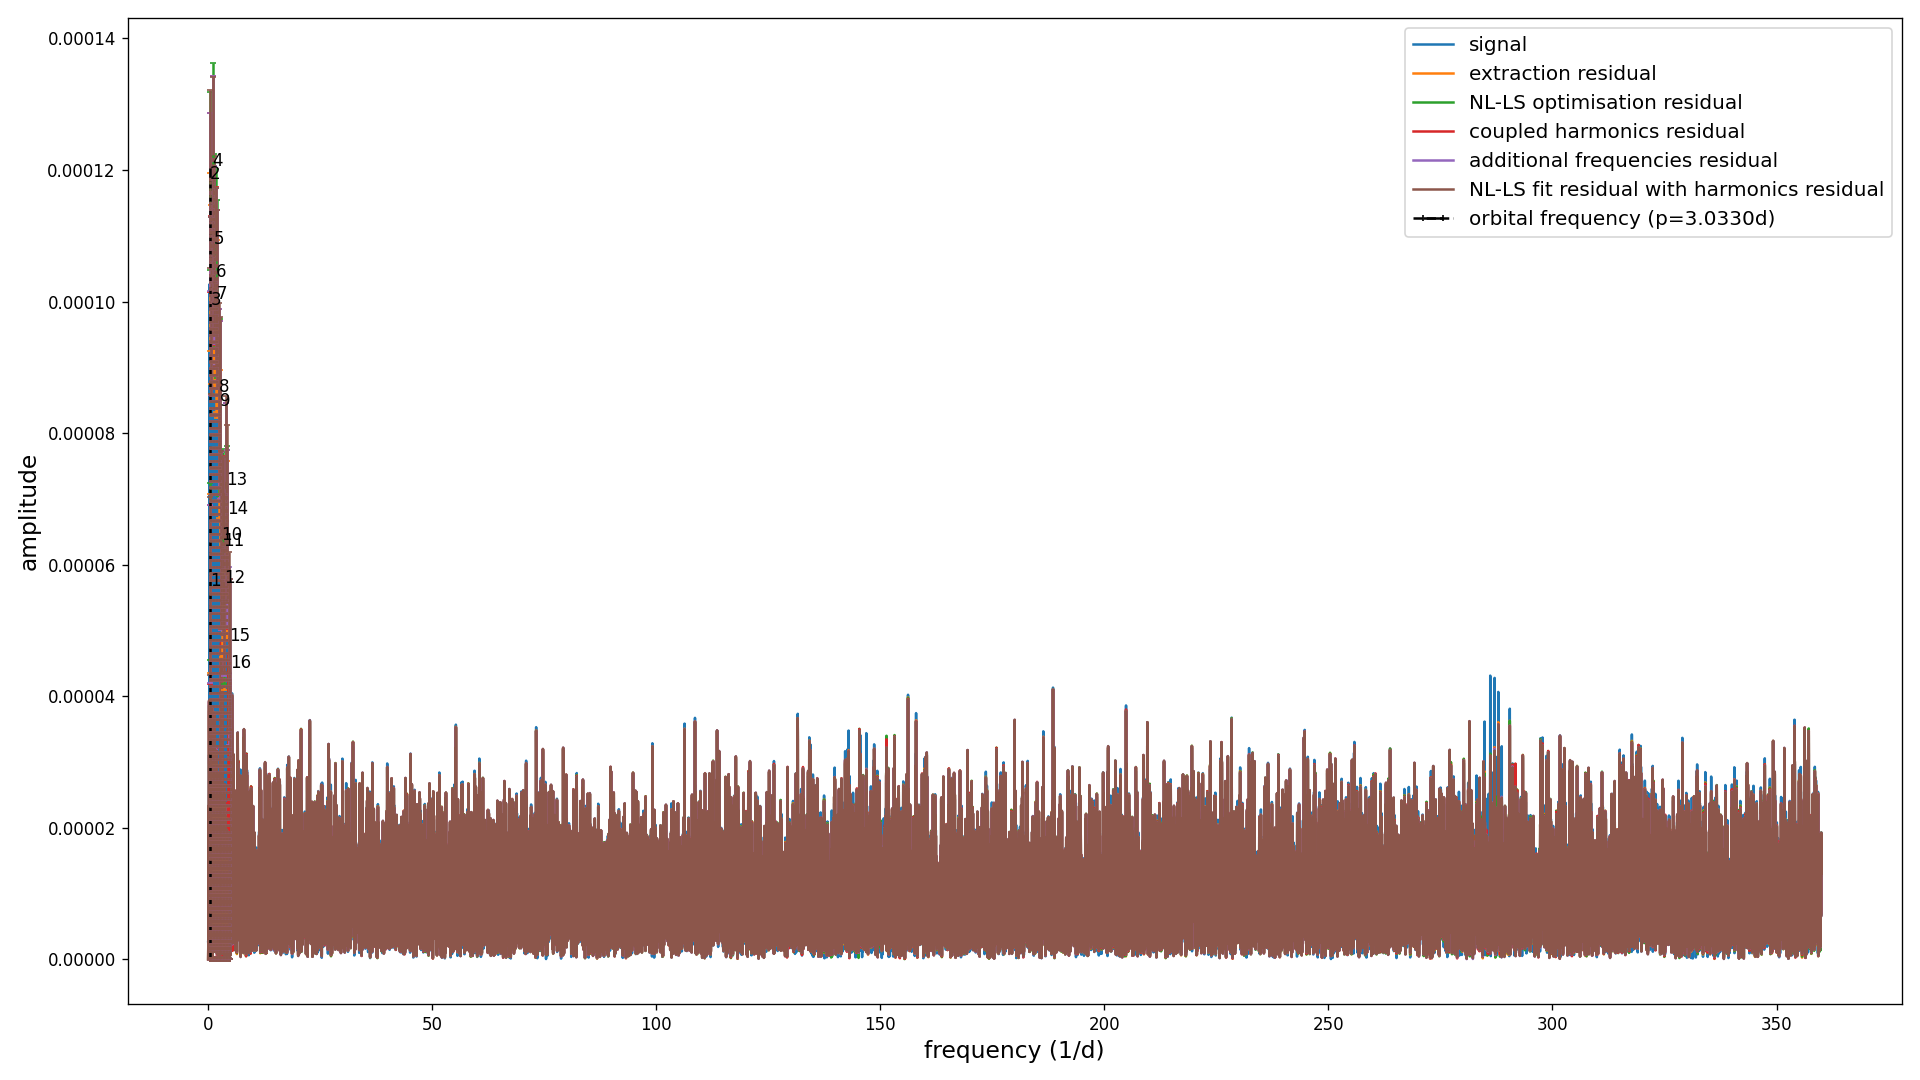 0.00014
0.00012
0.00010
0.00008
0.00006
0.00004
0.00002
0.00000
amplitude
4
2
5
6
7
3
8
9
13
14
10
11
12
1
15
16
signal
extraction residual
NL-LS optimisation residual
coupled harmonics residual
additional frequencies residual
NL-LS fit residual with harmonics residual
orbital frequency (p=3.0330d)
0 50 100 150 200 250 300 350
frequency (1/d)